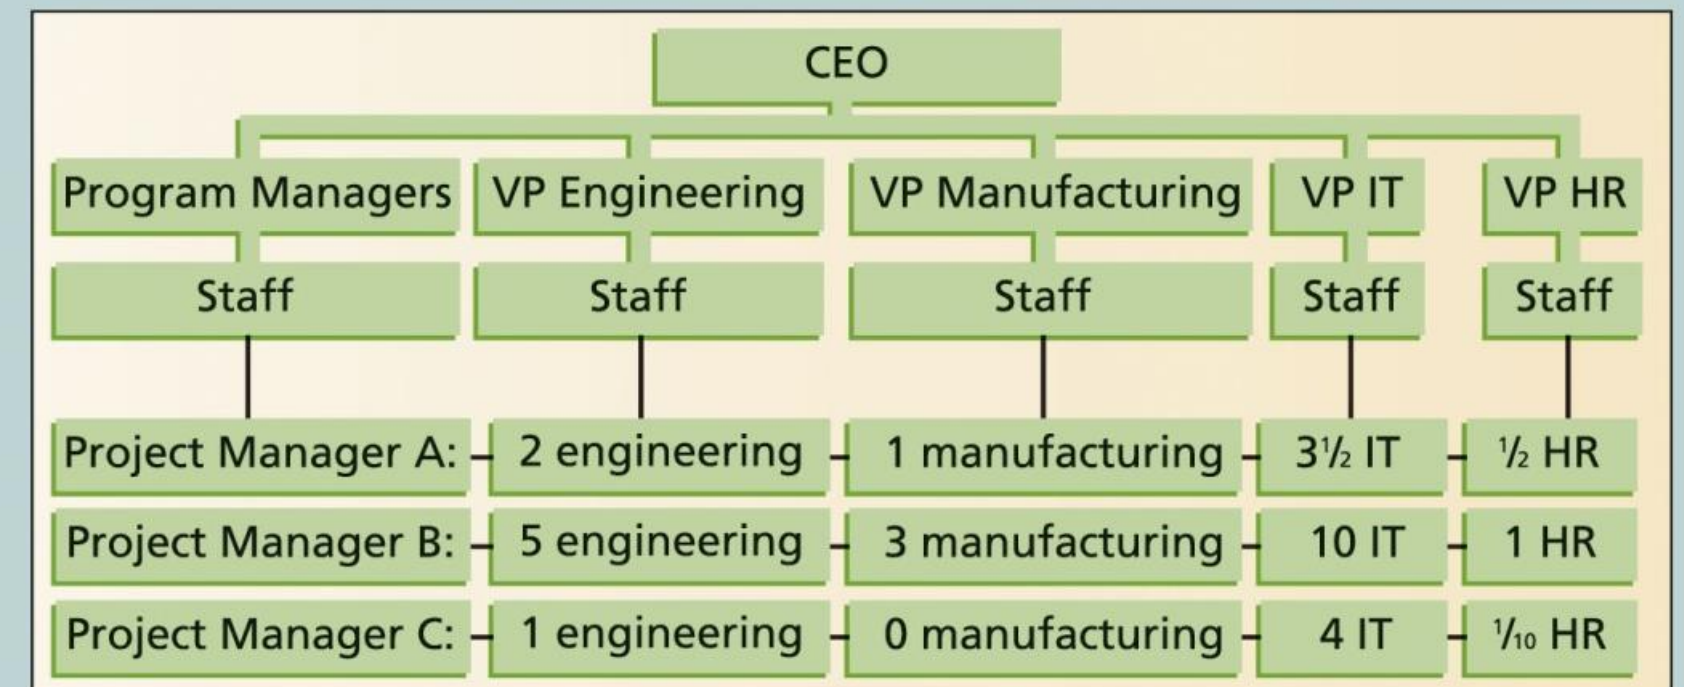 CEO
Program Managers VP Engineering VP Manufacturing VP IT VP HR
Staff Staff Staff Staff Staff
Project Manager A: 2 engineering 1 manufacturing 3½ IT ½ HR
Project Manager B: 5 engineering 3 manufacturing 10 IT 1 HR
Project Manager C: 1 engineering 0 manufacturing 4 IT 1/10 HR